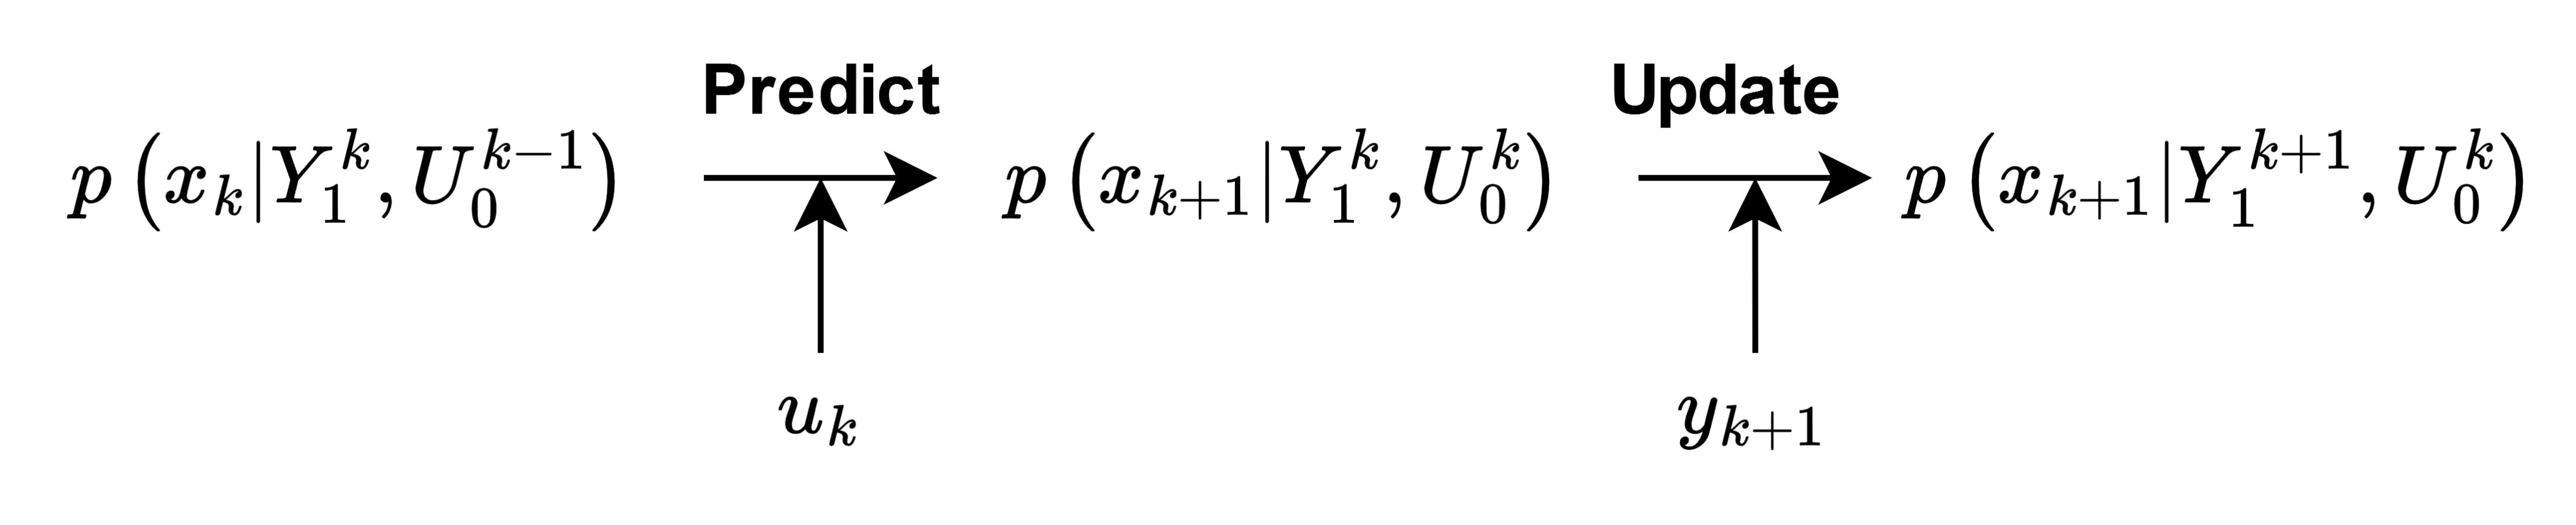 Predict Update
p(x_k|Y_1^k, U_0^{k-1}) p(x_{k+1}|Y_1^k, U_0^k) p(x_{k+1}|Y_1^{k+1}, U_0^k)
u_k y_{k+1}